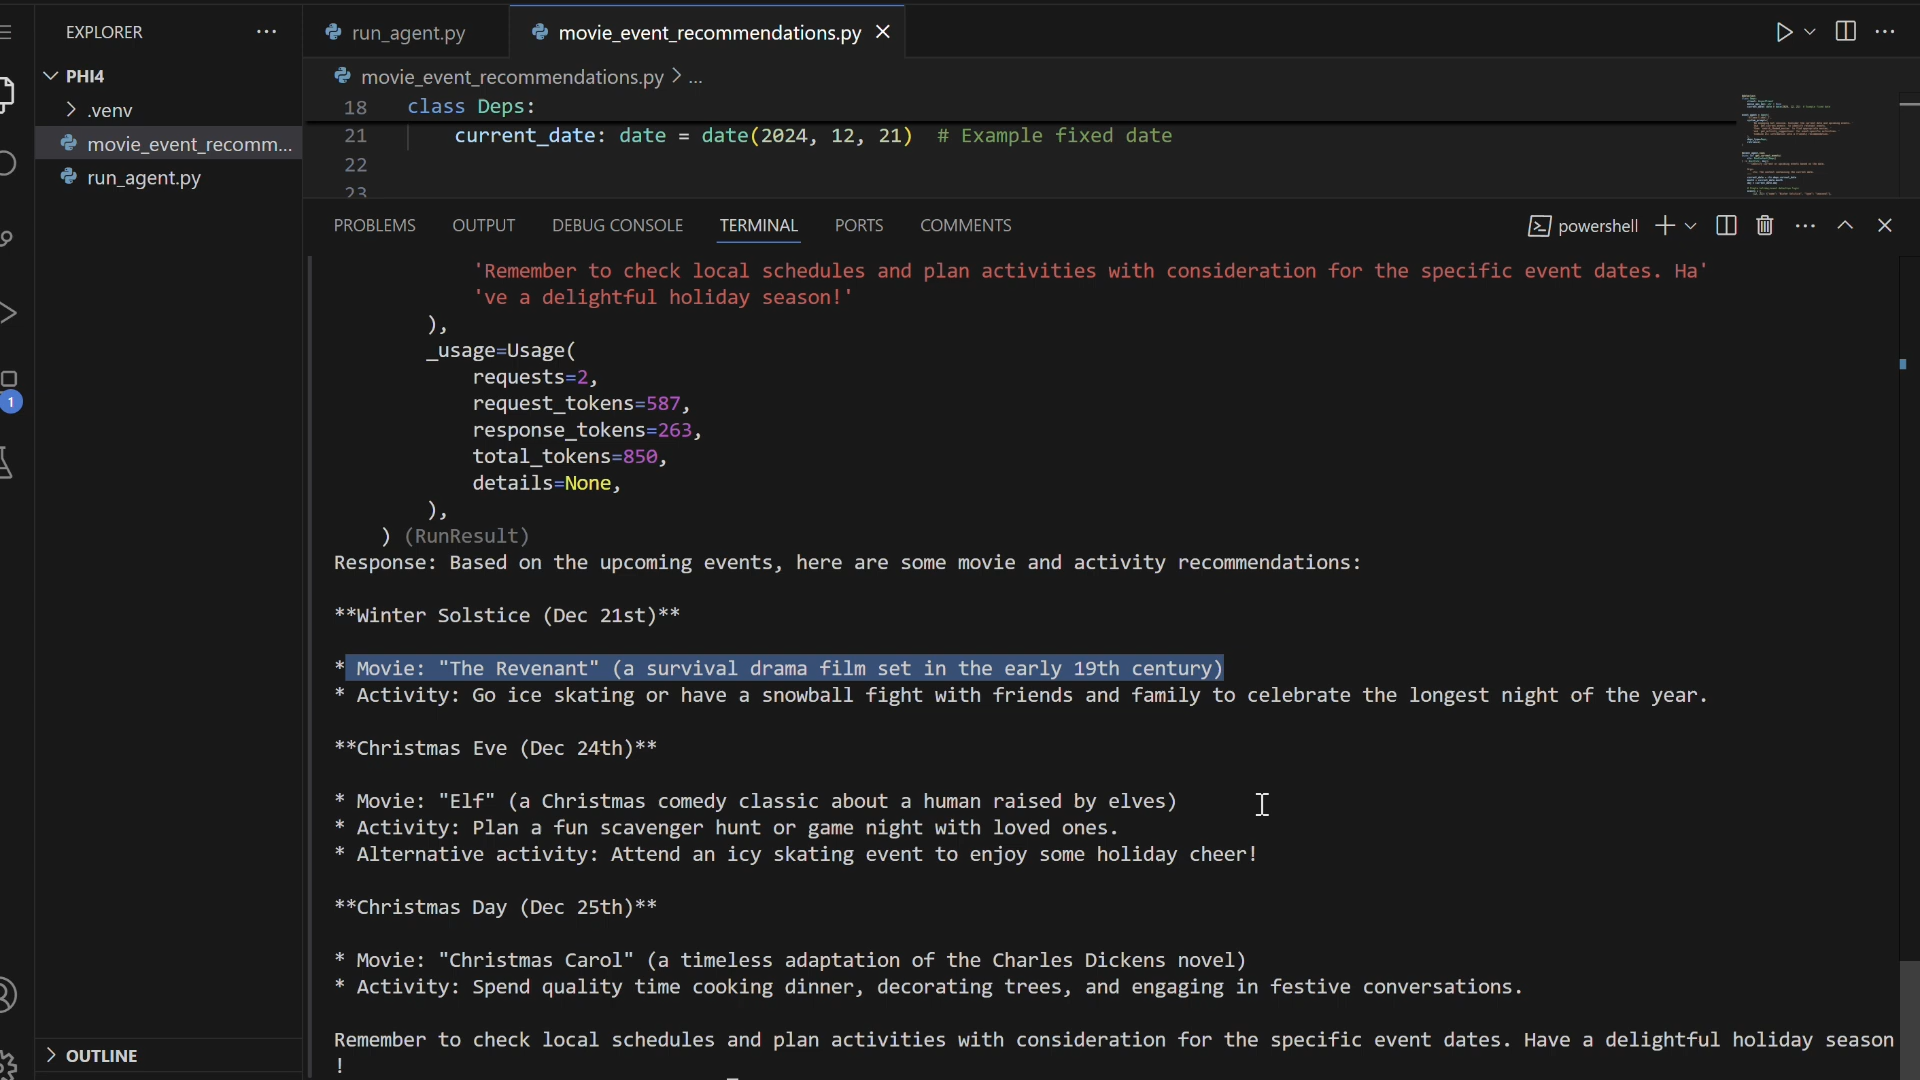 EXPLORER
PHI4
.venv
movie_event_recomm...
run_agent.py
OUTLINE
1
run_agent.py
movie_event_recommendations.py
movie_event_recommendations.py > ...
18 class Deps:
21 current_date: date = date(2024, 12, 21) # Example fixed date
22
23
PROBLEMS OUTPUT DEBUG CONSOLE TERMINAL PORTS COMMENTS
powershell
'Remember to check local schedules and plan activities with consideration for the specific event dates. Ha'
've a delightful holiday season!'
),
_usage=Usage(
requests=2,
request_tokens=587,
response_tokens=263,
total_tokens=850,
details=None,
),
) (RunResult)
Response: Based on the upcoming events, here are some movie and activity recommendations:
**Winter Solstice (Dec 21st)**
* Movie: "The Revenant" (a survival drama film set in the early 19th century)
* Activity: Go ice skating or have a snowball fight with friends and family to celebrate the longest night of the year.
**Christmas Eve (Dec 24th)**
* Movie: "Elf" (a Christmas comedy classic about a human raised by elves)
* Activity: Plan a fun scavenger hunt or game night with loved ones.
* Alternative activity: Attend an icy skating event to enjoy some holiday cheer!
**Christmas Day (Dec 25th)**
* Movie: "Christmas Carol" (a timeless adaptation of the Charles Dickens novel)
* Activity: Spend quality time cooking dinner, decorating trees, and engaging in festive conversations.
Remember to check local schedules and plan activities with consideration for the specific event dates. Have a delightful holiday season
!